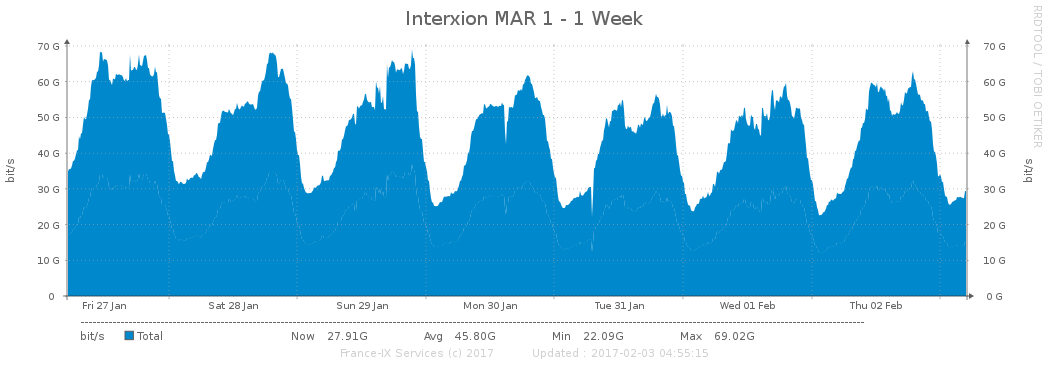 Interxion MAR 1 - 1 Week
RRDTOOL / TOBI OETIKER
70 G 70 G
60 G 60 G
50 G 50 G
40 G 40 G
30 G 30 G
20 G 20 G
10 G 10 G
0 0 G
bit/s
bit/s
Fri 27 Jan Sat 28 Jan Sun 29 Jan Mon 30 Jan Tue 31 Jan Wed 01 Feb Thu 02 Feb
bit/s Total Now 27.91G Avg 45.80G Min 22.09G Max 69.02G
France-IX Services (c) 2017 Updated : 2017-02-03 04:55:15